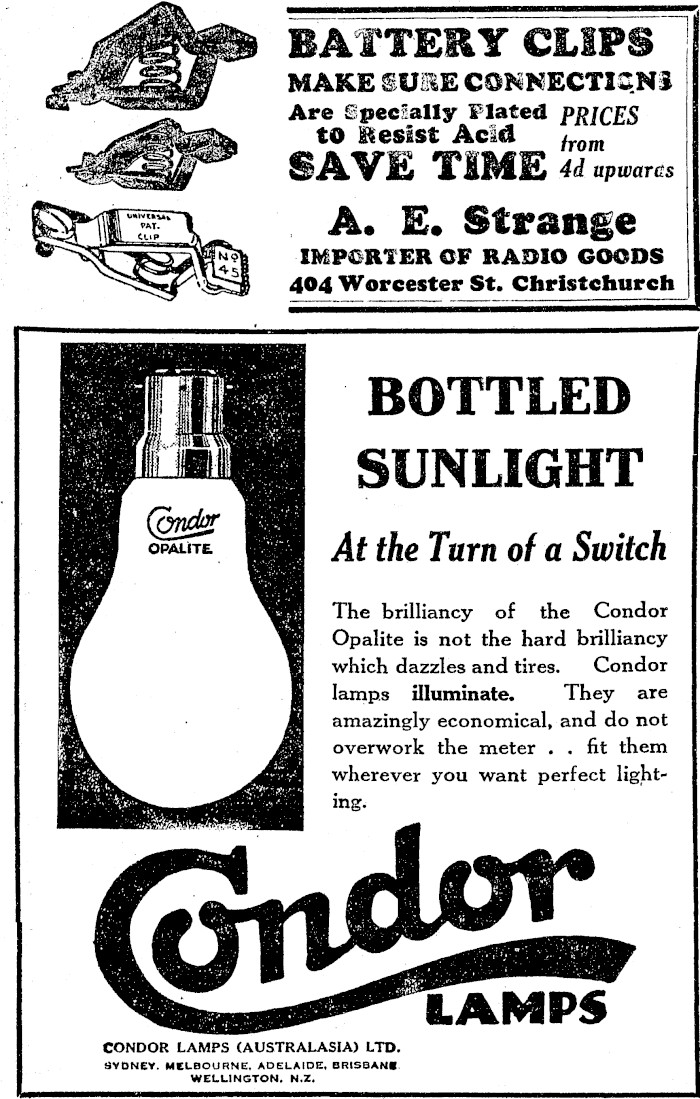 BATTERY CLIPS
MAKE SURE CONNECTIONS
Are Specially Plated
to Resist Acid
SAVE TIME
PRICES
from
4d upwards
A. E. Strange
IMPORTER OF RADIO GOODS
404 Worcester St. Christchurch
UNIVERSAL
PAT.
CLIP
No
45
Condor
OPALITE
BOTTLED
SUNLIGHT
At the Turn of a Switch
The brilliancy of the Condor
Opalite is not the hard brilliancy
which dazzles and tires. Condor
lamps illuminate. They are
amazingly economical, and do not
overwork the meter . . fit them
wherever you want perfect light-
ing.
Condor
LAMPS
CONDOR LAMPS (AUSTRALASIA) LTD.
SYDNEY, MELBOURNE, ADELAIDE, BRISBANE
WELLINGTON, N.Z.